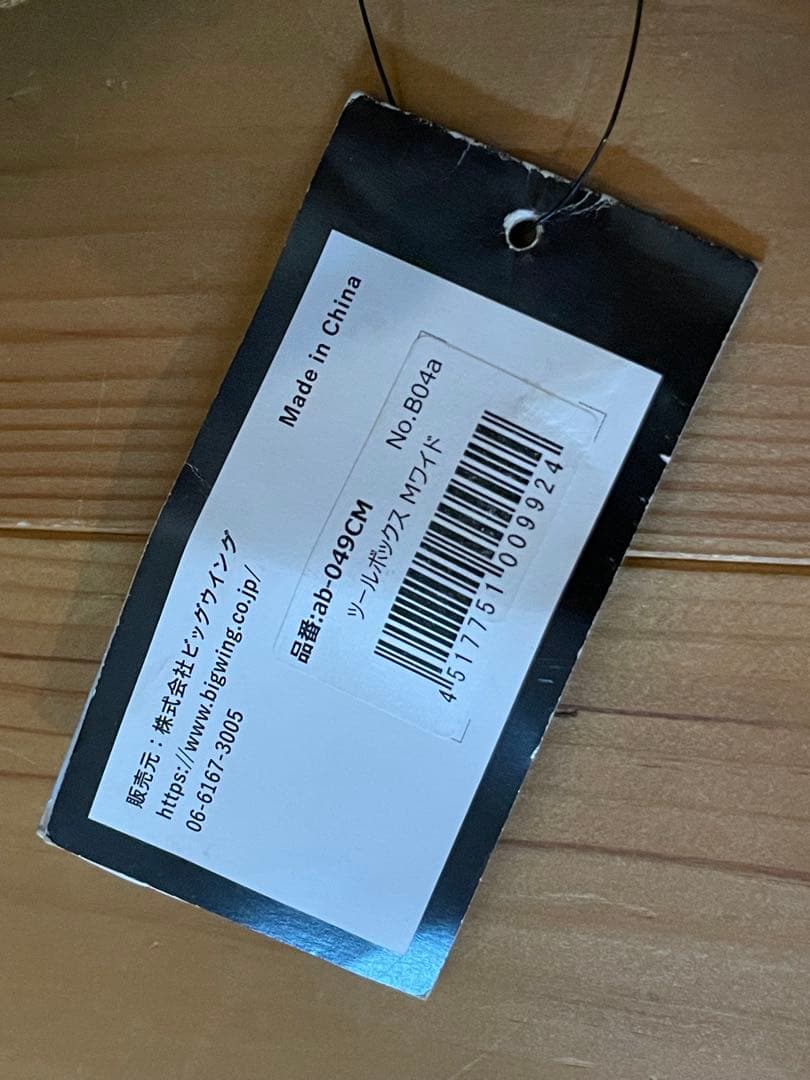 品番:ab-049CM No.B04a
ツールボックス Mワイド
4517751009924
Made in China
販売元：株式会社ビッグウイング
https://www.bigwing.co.jp/
06-6167-3005